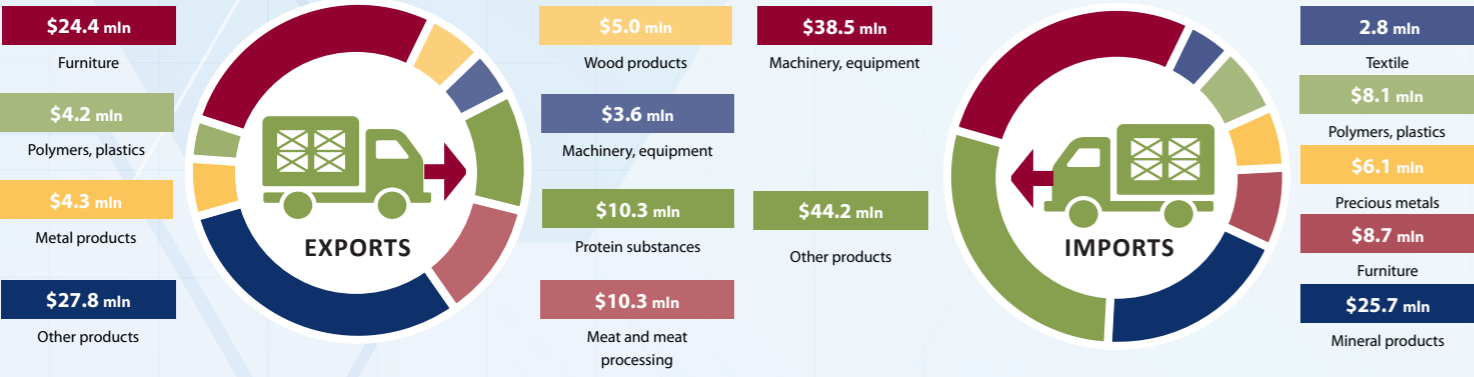 $24.4 mln
Furniture
$4.2 mln
Polymers, plastics
$4.3 mln
Metal products
$27.8 mln
Other products
EXPORTS
$5.0 mln
Wood products
$3.6 mln
Machinery, equipment
$10.3 mln
Protein substances
$10.3 mln
Meat and meat
processing
$38.5 mln
Machinery, equipment
$44.2 mln
Other products
IMPORTS
2.8 mln
Textile
$8.1 mln
Polymers, plastics
$6.1 mln
Precious metals
$8.7 mln
Furniture
$25.7 mln
Mineral products